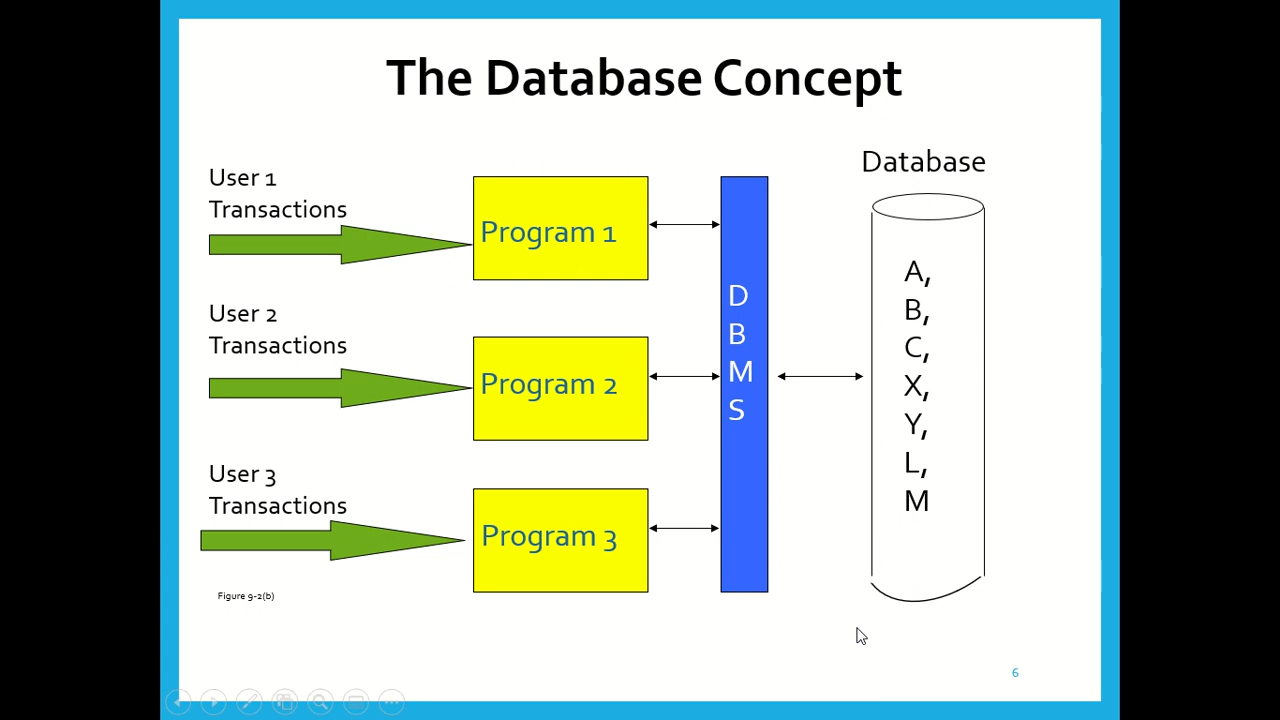 The Database Concept
User 1
Transactions
Program 1
User 2
Transactions
Program 2
User 3
Transactions
Program 3
D
B
M
S
Database
A,
B,
C,
X,
Y,
L,
M
Figure 9-2(b)
6